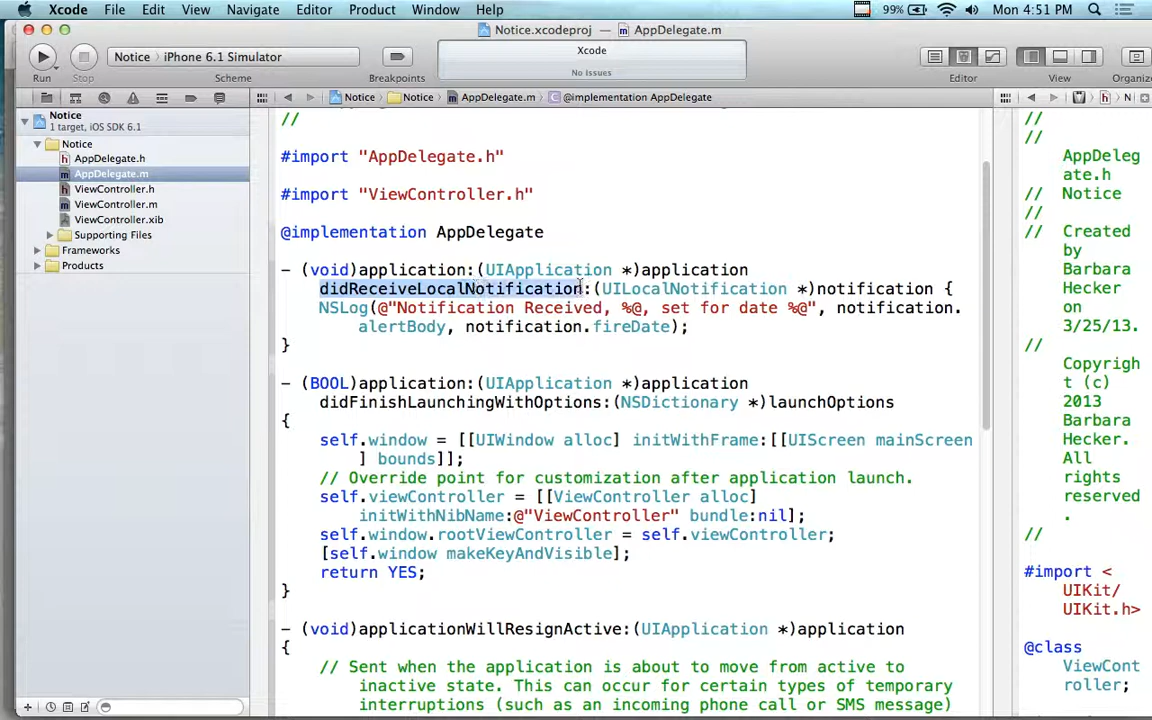 Xcode File Edit View Navigate Editor Product Window Help 99% Mon 4:51 PM
Notice.xcodeproj — AppDelegate.m
Notice iPhone 6.1 Simulator
Xcode
No Issues
Run Stop Scheme Breakpoints Editor View Organiz
Notice Notice AppDelegate.m @implementation AppDelegate
h N
Notice
1 target, iOS SDK 6.1
Notice
AppDelegate.h
AppDelegate.m
ViewController.h
ViewController.m
ViewController.xib
Supporting Files
Frameworks
Products
//
#import "AppDelegate.h"
#import "ViewController.h"
@implementation AppDelegate
- (void)application:(UIApplication *)application
didReceiveLocalNotification:(UILocalNotification *)notification {
NSLog(@"Notification Received, %@, set for date %@", notification.
alertBody, notification.fireDate);
}
- (BOOL)application:(UIApplication *)application
didFinishLaunchingWithOptions:(NSDictionary *)launchOptions
{
self.window = [[UIWindow alloc] initWithFrame:[[UIScreen mainScreen
] bounds]];
// Override point for customization after application launch.
self.viewController = [[ViewController alloc]
initWithNibName:@"ViewController" bundle:nil];
self.window.rootViewController = self.viewController;
[self.window makeKeyAndVisible];
return YES;
}
- (void)applicationWillResignActive:(UIApplication *)application
{
// Sent when the application is about to move from active to
inactive state. This can occur for certain types of temporary
interruptions (such as an incoming phone call or SMS message)
//
//
AppDeleg
ate.h
// Notice
//
// Created
by
Barbara
Hecker
on
3/25/13.
//
Copyrigh
t (c)
2013
Barbara
Hecker.
All
rights
reserved
.
//
#import <
UIKit/
UIKit.h>
@class
ViewCont
roller;